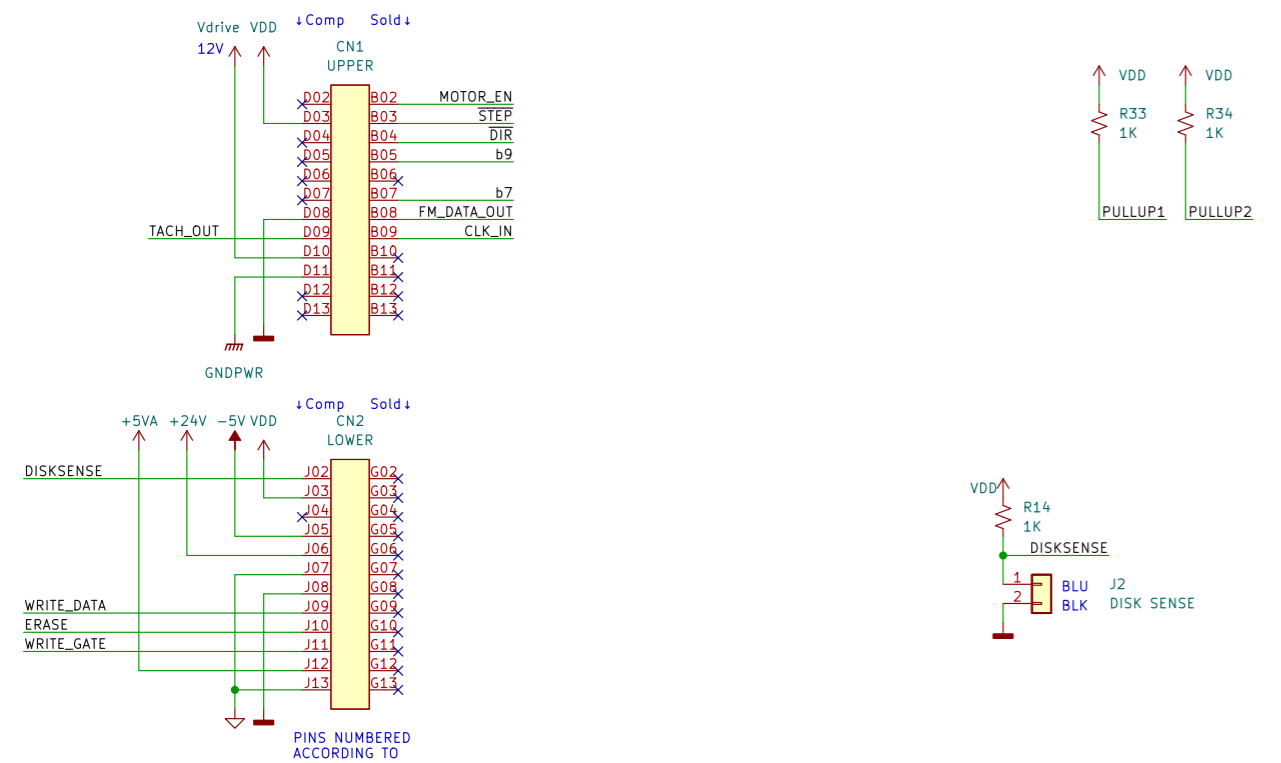 ↓Comp Sold↓
Vdrive VDD
12V
CN1
UPPER
D02 B02 MOTOR_EN
D03 B03 STEP
D04 B04 DIR
D05 B05 b9
D06 B06
D07 B07 b7
D08 B08 FM_DATA_OUT
TACH_OUT D09 B09 CLK_IN
D10 B10
D11 B11
D12 B12
D13 B13
GNDPWR
VDD VDD
R33 R34
1K 1K
PULLUP1 PULLUP2
↓Comp Sold↓
+5VA +24V -5V VDD
CN2
LOWER
DISKSENSE J02 G02
J03 G03
J04 G04
J05 G05
J06 G06
J07 G07
J08 G08
WRITE_DATA J09 G09
ERASE J10 G10
WRITE_GATE J11 G11
J12 G12
J13 G13
PINS NUMBERED
ACCORDING TO
VDD
R14
1K
DISKSENSE
1 BLU J2
2 BLK DISK SENSE